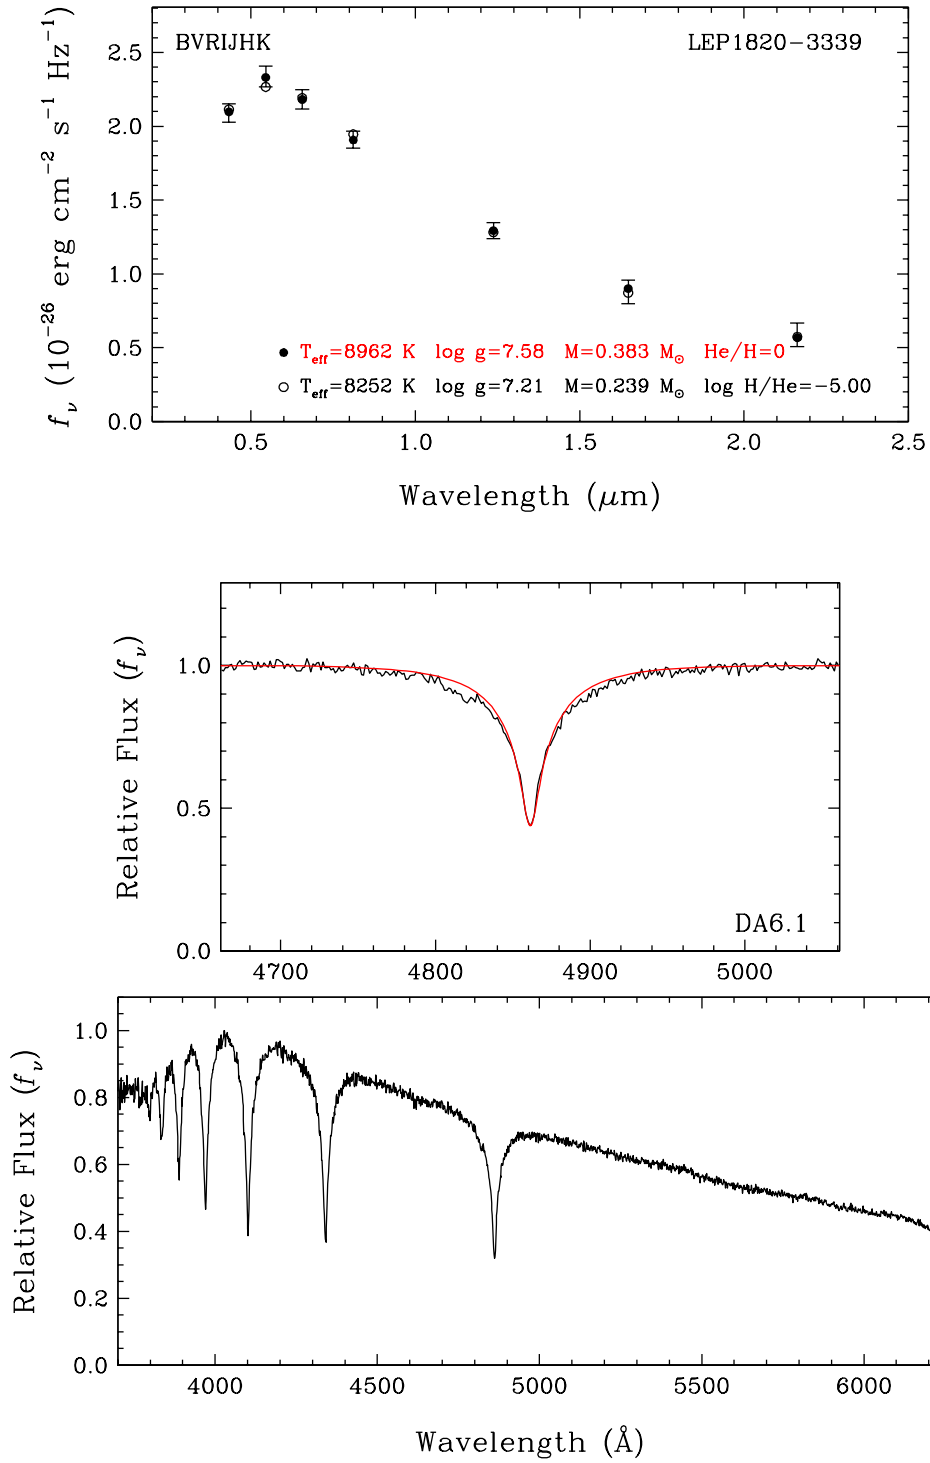 BVRIJHK LEP1820−3339
f_ν (10^−26 erg cm^−2 s^−1 Hz^−1)
2.5
2.0
1.5
1.0
0.5
0.0
T_eff=8962 K log g=7.58 M=0.383 M_⊙ He/H=0
T_eff=8252 K log g=7.21 M=0.239 M_⊙ log H/He=−5.00
0.5 1.0 1.5 2.0 2.5
Wavelength (μm)
Relative Flux (f_ν)
1.0
0.5
0.0
DA6.1
4700 4800 4900 5000
Relative Flux (f_ν)
1.0
0.8
0.6
0.4
0.2
0.0
4000 4500 5000 5500 6000
Wavelength (Å)